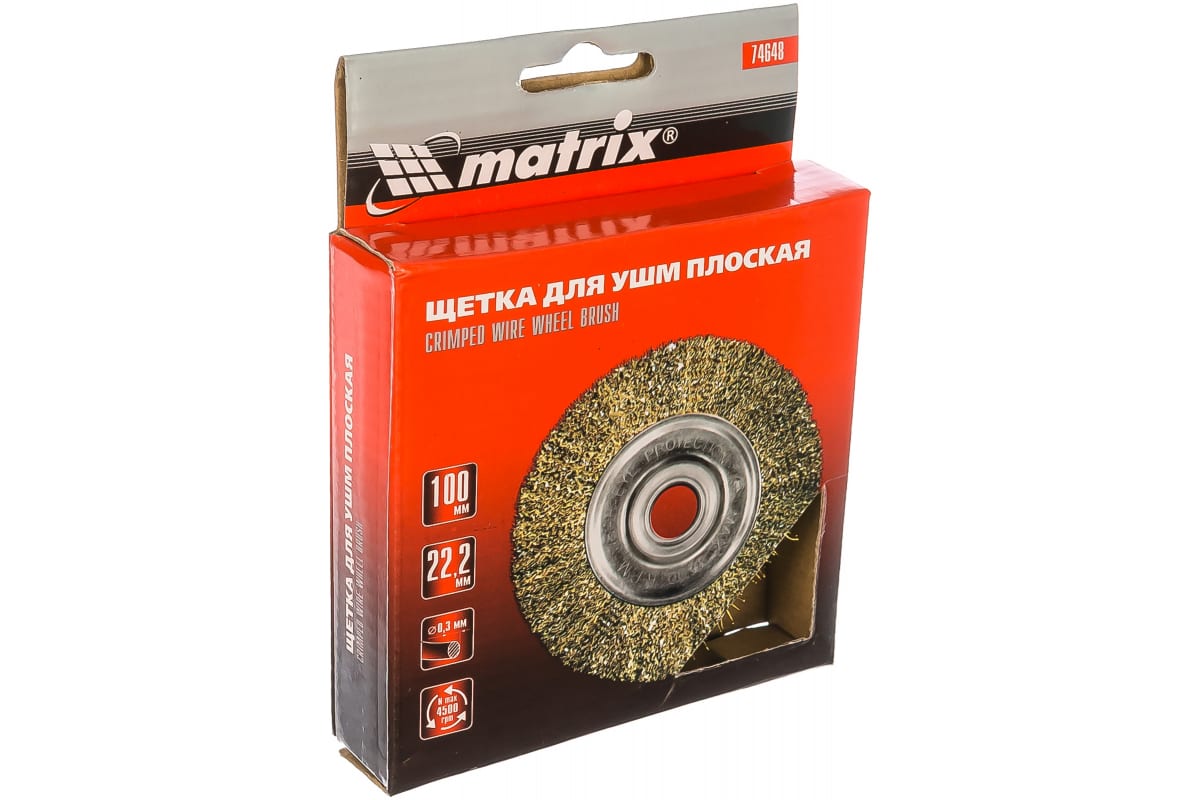 74648
matrix®
ЩЕТКА ДЛЯ УШМ ПЛОСКАЯ
CRIMPED WIRE WHEEL BRUSH
100
ММ
22,2
ММ
⌀0,3 ММ
N max
4500
rpm
ЩЕТКА ДЛЯ УШМ ПЛОСКАЯ
CRIMPED WIRE WHEEL BRUSH
PROTECTION